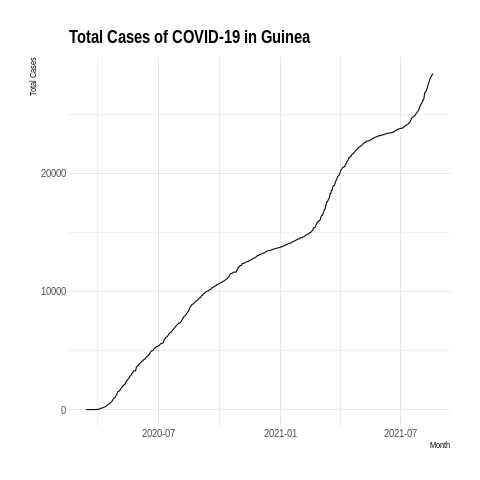 Total Cases of COVID-19 in Guinea
Total Cases
20000
10000
0
2020-07
2021-01
2021-07
Month